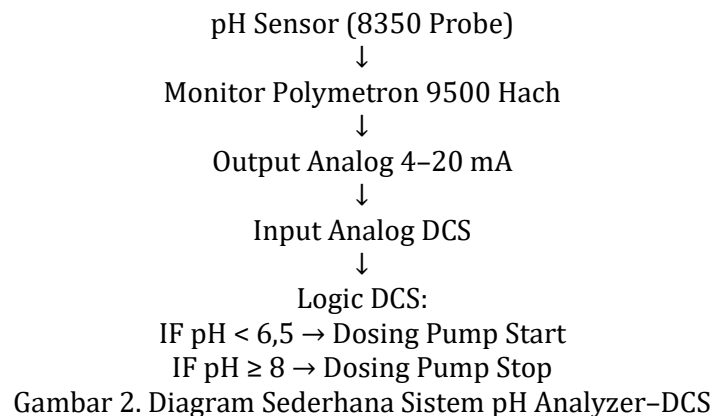 pH Sensor (8350 Probe)
↓
Monitor Polymetron 9500 Hach
↓
Output Analog 4–20 mA
↓
Input Analog DCS
↓
Logic DCS:
IF pH < 6,5 → Dosing Pump Start
IF pH ≥ 8 → Dosing Pump Stop
Gambar 2. Diagram Sederhana Sistem pH Analyzer–DCS